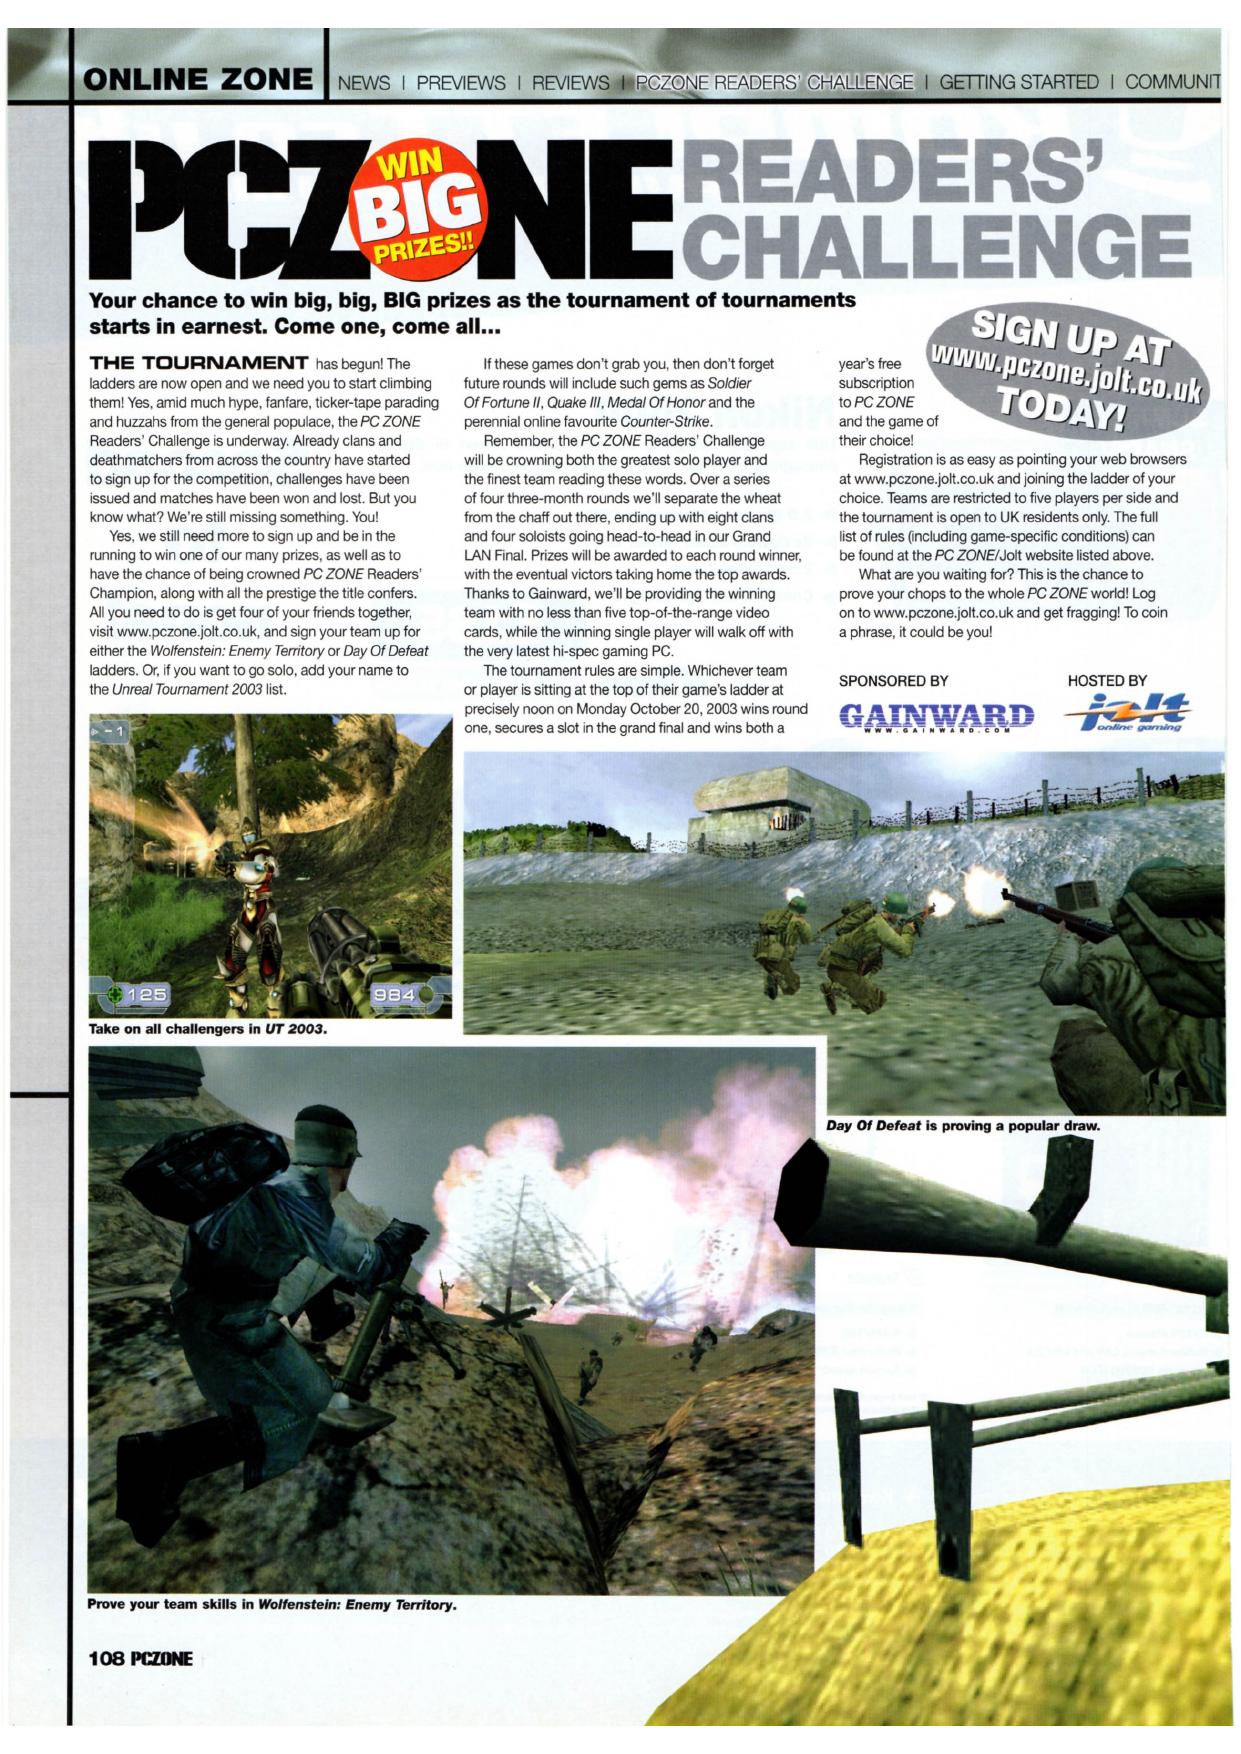 ONLINE ZONE
NEWS | PREVIEWS | REVIEWS | PCZONE READERS' CHALLENGE | GETTING STARTED | COMMUNIT
PCZONE
WIN
BIG
PRIZES!!
READERS'
CHALLENGE
Your chance to win big, big, BIG prizes as the tournament of tournaments
starts in earnest. Come one, come all...
SIGN UP AT
www.pczone.jolt.co.uk
TODAY!
THE TOURNAMENT has begun! The
ladders are now open and we need you to start climbing
them! Yes, amid much hype, fanfare, ticker-tape parading
and huzzahs from the general populace, the PC ZONE
Readers' Challenge is underway. Already clans and
deathmatchers from across the country have started
to sign up for the competition, challenges have been
issued and matches have been won and lost. But you
know what? We're still missing something. You!
Yes, we still need more to sign up and be in the
running to win one of our many prizes, as well as to
have the chance of being crowned PC ZONE Readers'
Champion, along with all the prestige the title confers.
All you need to do is get four of your friends together,
visit www.pczone.jolt.co.uk, and sign your team up for
either the Wolfenstein: Enemy Territory or Day Of Defeat
ladders. Or, if you want to go solo, add your name to
the Unreal Tournament 2003 list.
If these games don't grab you, then don't forget
future rounds will include such gems as Soldier
Of Fortune II, Quake III, Medal Of Honor and the
perennial online favourite Counter-Strike.
Remember, the PC ZONE Readers' Challenge
will be crowning both the greatest solo player and
the finest team reading these words. Over a series
of four three-month rounds we'll separate the wheat
from the chaff out there, ending up with eight clans
and four soloists going head-to-head in our Grand
LAN Final. Prizes will be awarded to each round winner,
with the eventual victors taking home the top awards.
Thanks to Gainward, we'll be providing the winning
team with no less than five top-of-the-range video
cards, while the winning single player will walk off with
the very latest hi-spec gaming PC.
The tournament rules are simple. Whichever team
or player is sitting at the top of their game's ladder at
precisely noon on Monday October 20, 2003 wins round
one, secures a slot in the grand final and wins both a
year's free
subscription
to PC ZONE
and the game of
their choice!
Registration is as easy as pointing your web browsers
at www.pczone.jolt.co.uk and joining the ladder of your
choice. Teams are restricted to five players per side and
the tournament is open to UK residents only. The full
list of rules (including game-specific conditions) can
be found at the PC ZONE/Jolt website listed above.
What are you waiting for? This is the chance to
prove your chops to the whole PC ZONE world! Log
on to www.pczone.jolt.co.uk and get fragging! To coin
a phrase, it could be you!
SPONSORED BY
GAINWARD
WWW.GAINWARD.COM
HOSTED BY
jolt
online gaming
-1
125
984
Take on all challengers in UT 2003.
Day Of Defeat is proving a popular draw.
Prove your team skills in Wolfenstein: Enemy Territory.
108 PCZONE